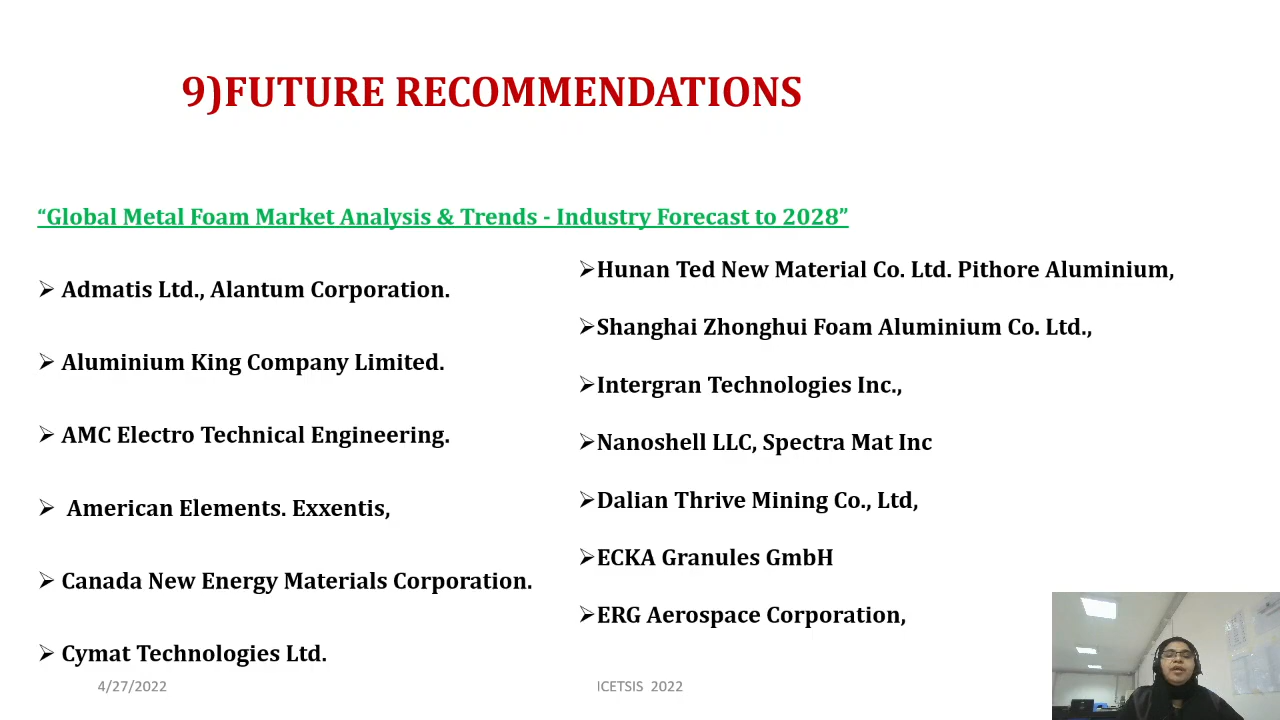 9)FUTURE RECOMMENDATIONS
“Global Metal Foam Market Analysis & Trends - Industry Forecast to 2028”
➢ Admatis Ltd., Alantum Corporation.
➢ Aluminium King Company Limited.
➢ AMC Electro Technical Engineering.
➢ American Elements. Exxentis,
➢ Canada New Energy Materials Corporation.
➢ Cymat Technologies Ltd.
➢Hunan Ted New Material Co. Ltd. Pithore Aluminium,
➢Shanghai Zhonghui Foam Aluminium Co. Ltd.,
➢Intergran Technologies Inc.,
➢Nanoshell LLC, Spectra Mat Inc
➢Dalian Thrive Mining Co., Ltd,
➢ECKA Granules GmbH
➢ERG Aerospace Corporation,
4/27/2022
ICETSIS 2022